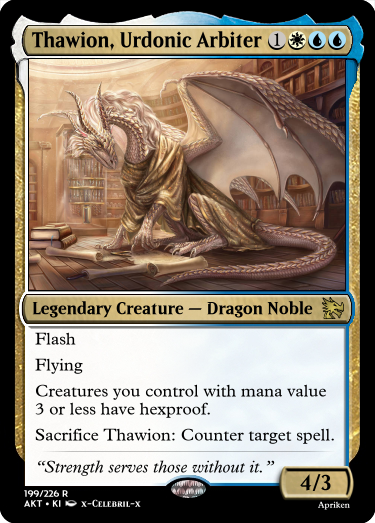 Thawion, Urdonic Arbiter 1
Legendary Creature — Dragon Noble
Flash
Flying
Creatures you control with mana value
3 or less have hexproof.
Sacrifice Thawion: Counter target spell.
“Strength serves those without it.”
4/3
199/226 R
AKT • KI x-Celebril-x
Apriken